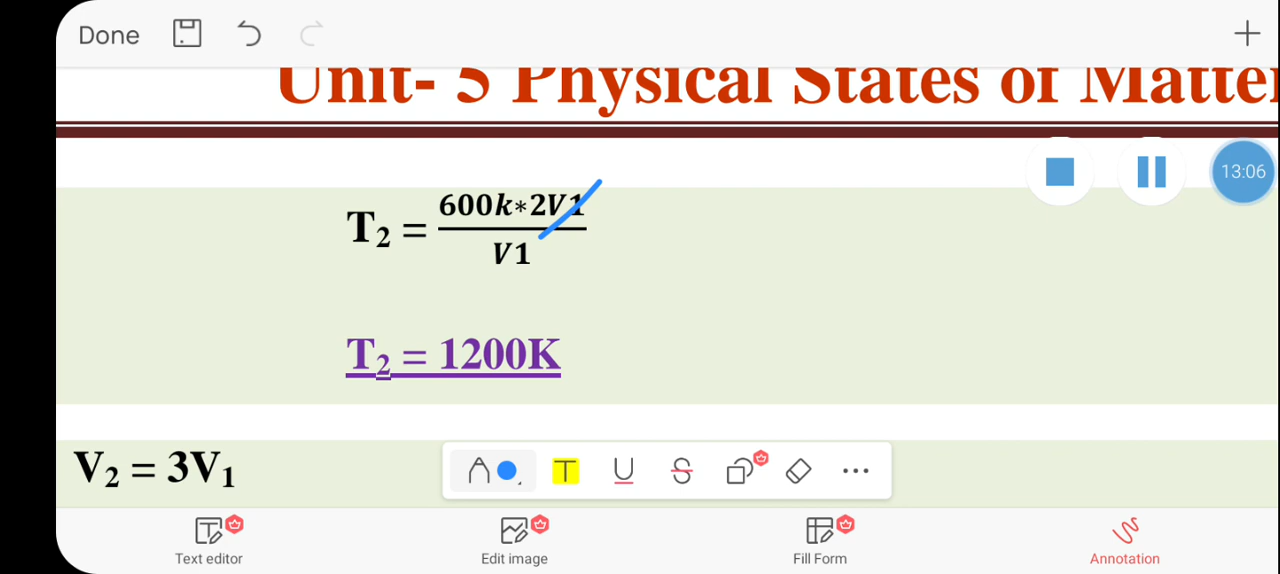 Done
Unit- 5 Physical States of Matter
13:06
T₂ = 600k*2V1 / V1
T₂ = 1200K
V₂ = 3V₁
T U S
Text editor Edit image Fill Form Annotation